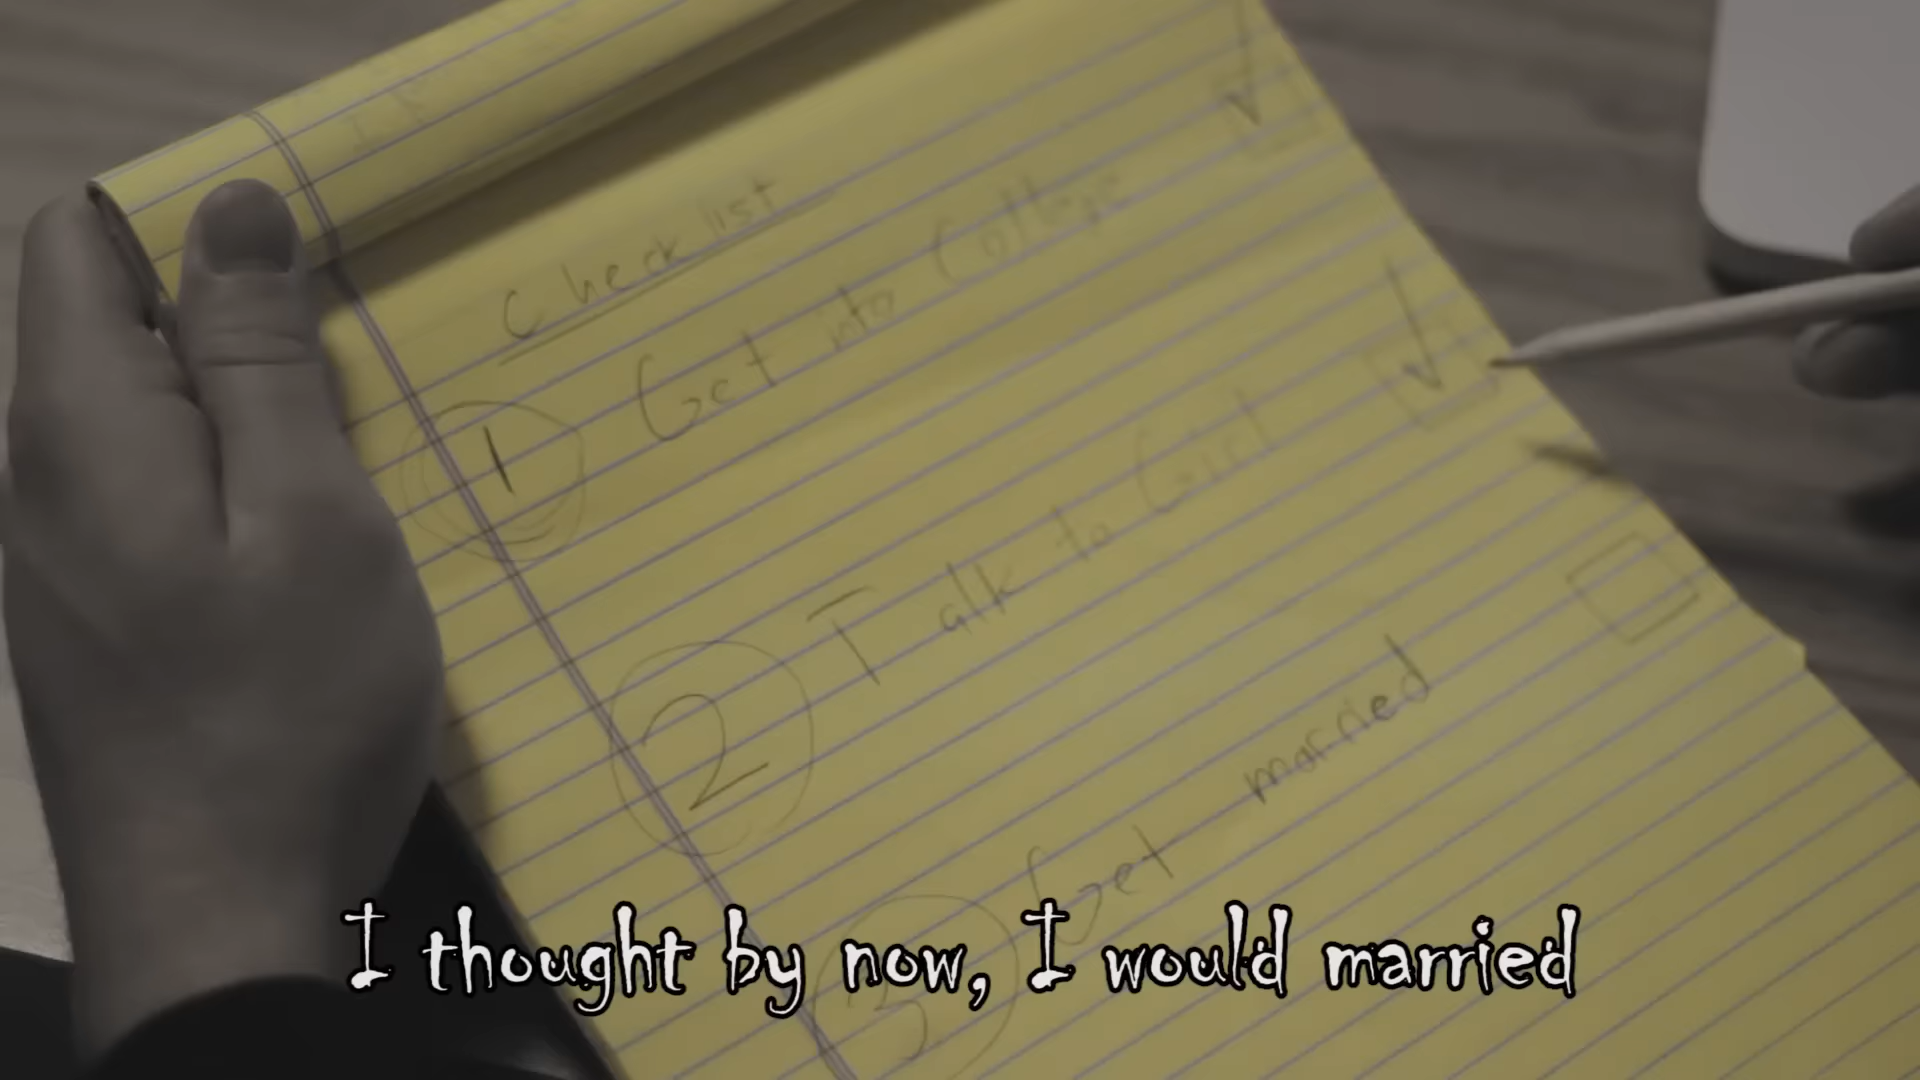 Check list
1 Get into College
2 Talk to Girl
3 Get married
I thought by now, I would married